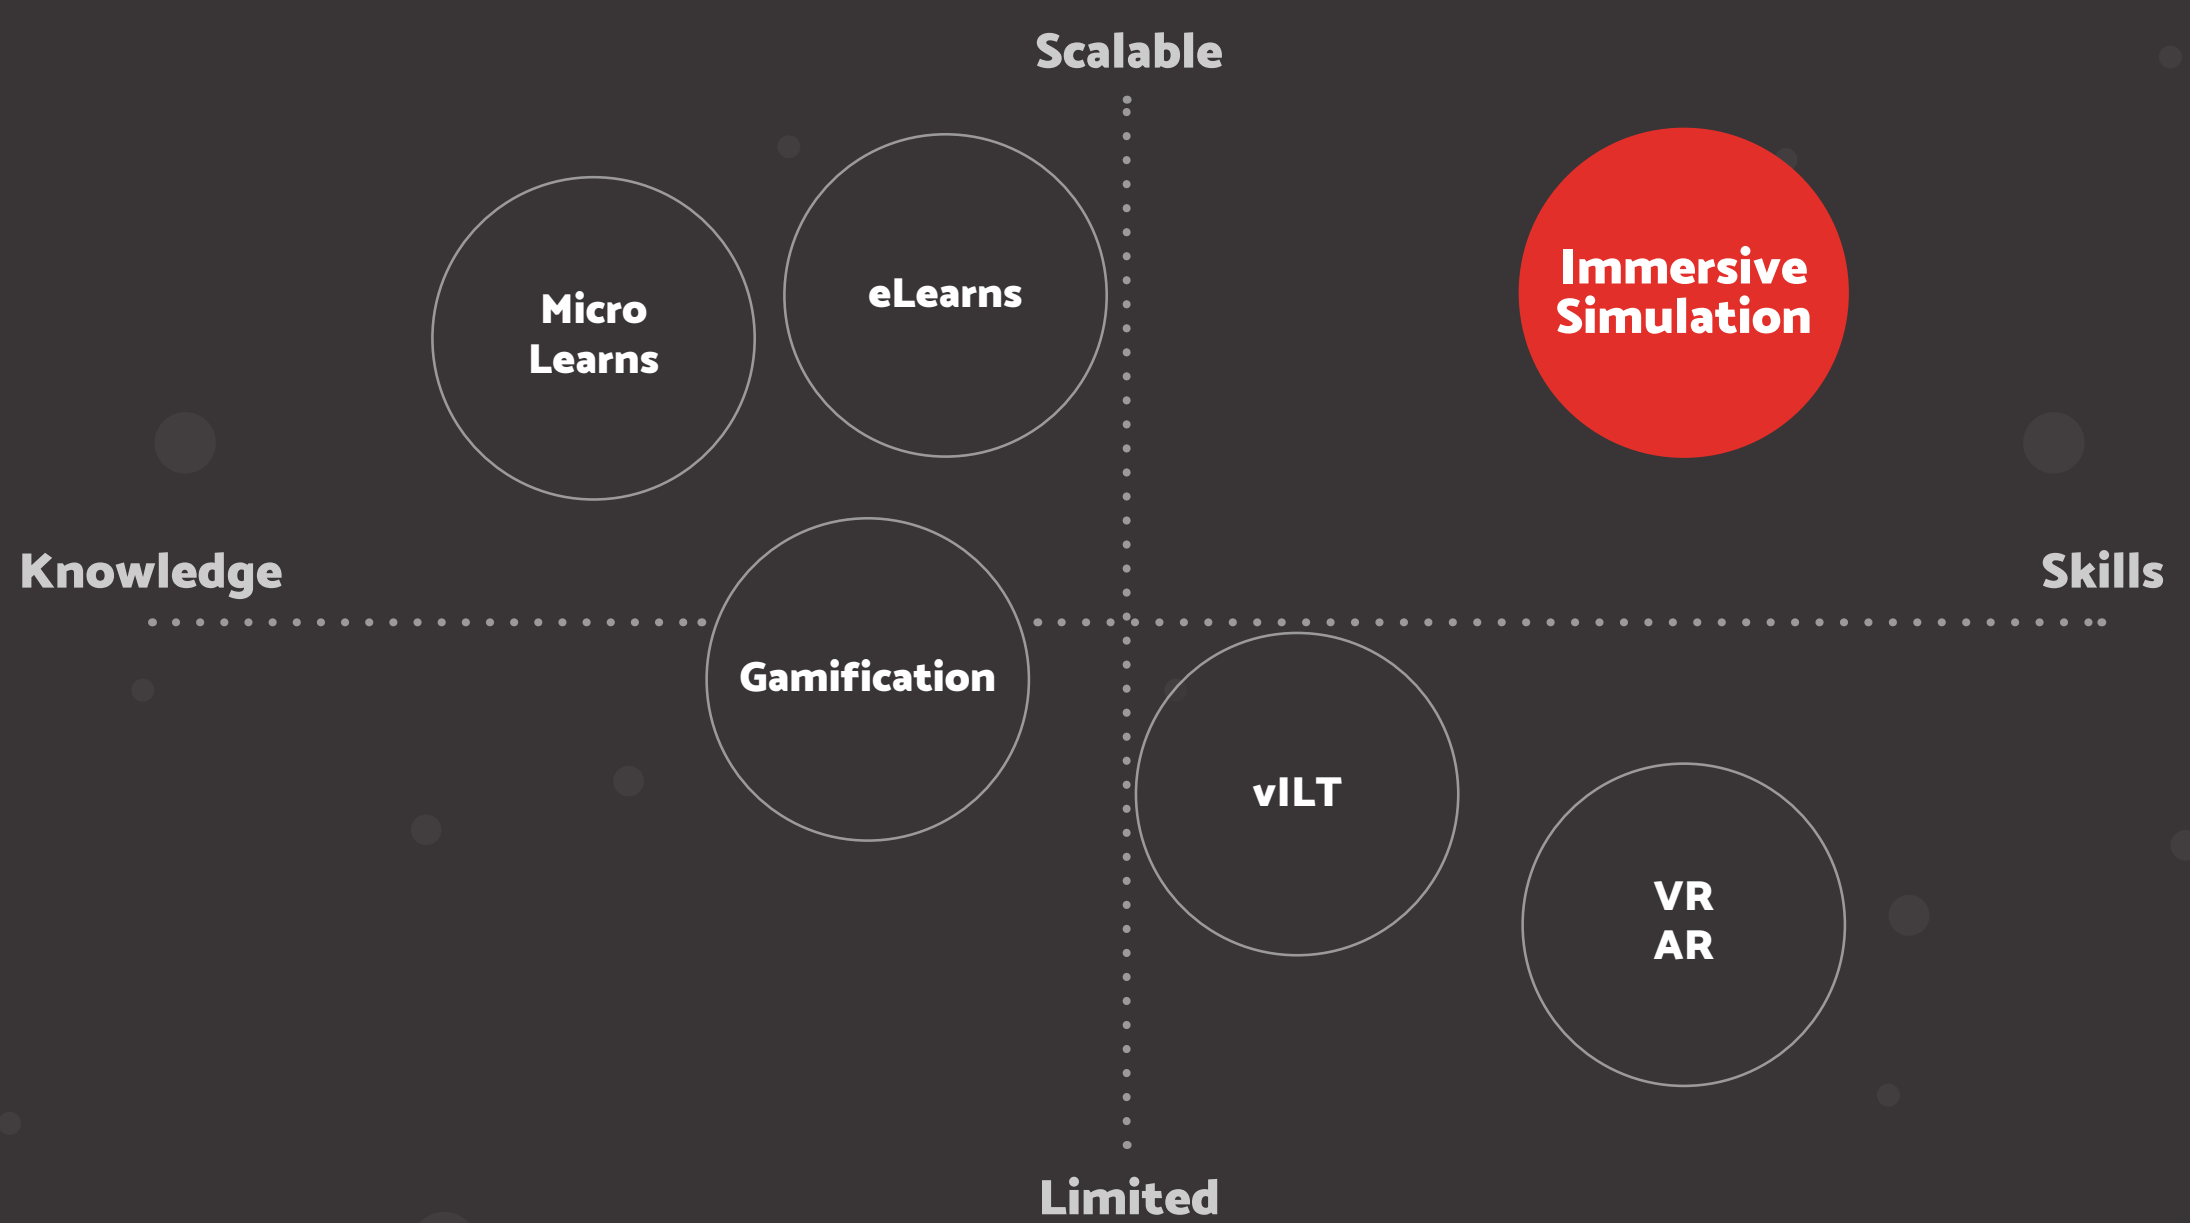 Scalable
Micro
Learns
eLearns
Immersive
Simulation
Knowledge
Skills
Gamification
vILT
VR
AR
Limited